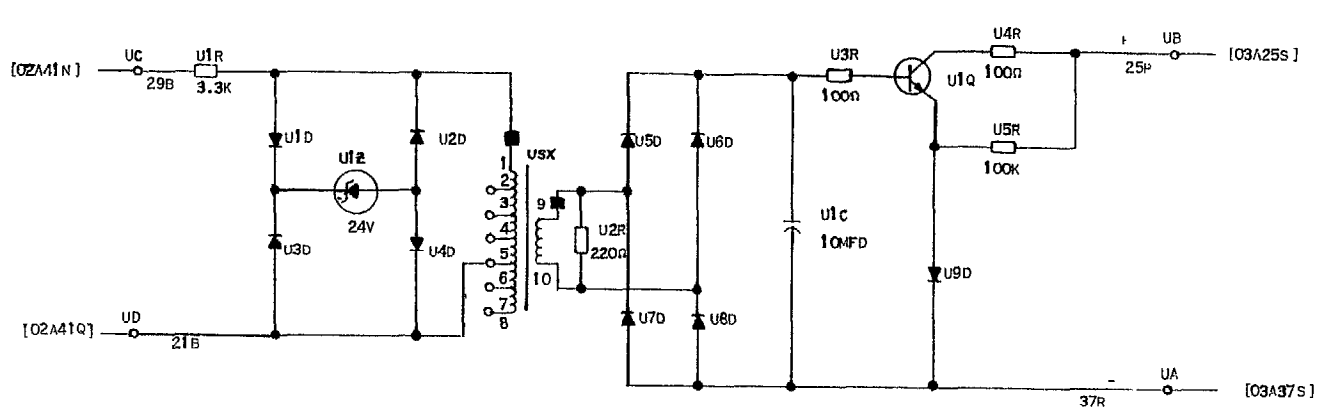 [02A41N]
UC
29B
U1R
3.3K
U1D
U2D
U1Z
24V
U3D
U4D
[02A41Q]
UD
21B
USX
1
2
3
4
5
6
7
8
9
10
U2R
220Ω
U5D
U6D
U7D
U8D
U1C
10MFD
U3R
100Ω
U1Q
U4R
100Ω
U5R
100K
U9D
25P
UB
[03A25S]
-
37R
UA
[03A37S]